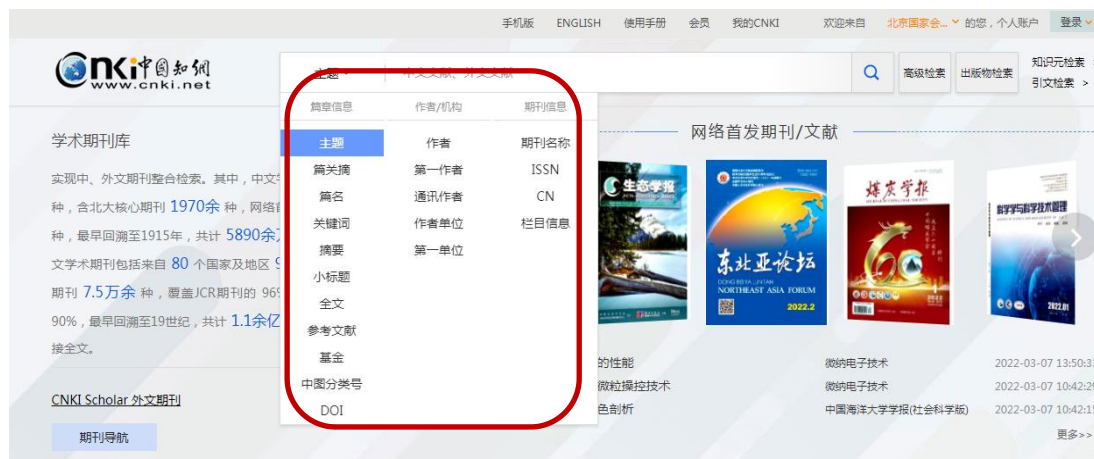 手机版 ENGLISH 使用手册 会员 我的CNKI 欢迎来自 北京国家会... 的您，个人账户 登录
CNKI中国知网
www.cnki.net
主题 中文文献、外文文献
高级检索 出版物检索
知识元检索 >
引文检索 >
篇章信息 作者/机构 期刊信息
主题 作者 期刊名称
篇关摘 第一作者 ISSN
篇名 通讯作者 CN
关键词 作者单位 栏目信息
摘要 第一单位
小标题
全文
参考文献
基金
中图分类号
DOI
学术期刊库
实现中、外文期刊整合检索。其中，中文学
种，含北大核心期刊 1970余 种，网络首
种，最早回溯至1915年，共计 5890余万
文学术期刊包括来自 80 个国家及地区 9
期刊 7.5万余 种，覆盖JCR期刊的 96%
90%，最早回溯至19世纪，共计 1.1余亿
接全文。
CNKI Scholar 外文期刊
期刊导航
网络首发期刊/文献
生态学报
东北亚论坛
DONGBEIYA LUNTAN
NORTHEAST ASIA FORUM
2022.2
煤炭学报
科学学与科学技术管理
2022.01
的性能 微纳电子技术 2022-03-07 13:50:33
微粒操控技术 微纳电子技术 2022-03-07 10:42:29
色剖析 中国海洋大学学报(社会科学版) 2022-03-07 10:42:15
更多>>